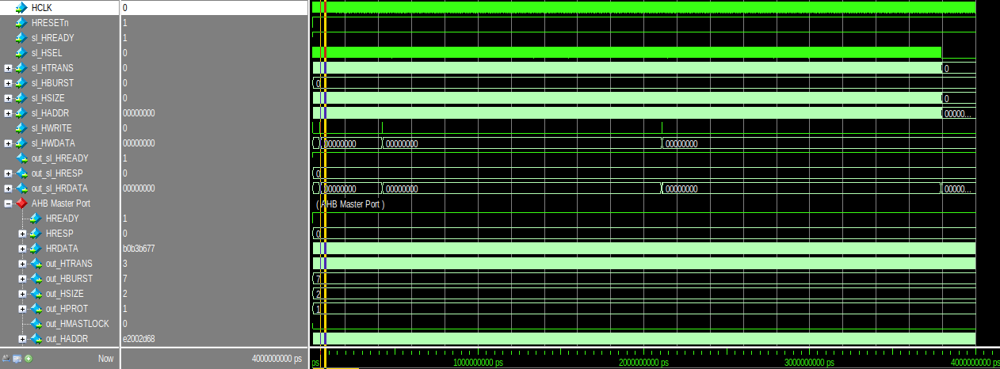 HCLK 0
HRESETn 1
sl_HREADY 1
sl_HSEL 0
sl_HTRANS 0 0
sl_HBURST 0 0
sl_HSIZE 0 0
sl_HADDR 00000000 00000...
sl_HWRITE 0
sl_HWDATA 00000000 00000000 00000000 00000000
out_sl_HREADY 1
out_sl_HRESP 0 0
out_sl_HRDATA 00000000 00000000 00000000 00000000 00000...
AHB Master Port ( AHB Master Port )
HREADY 1
HRESP 0 0
HRDATA b0b3b677
out_HTRANS 3
out_HBURST 7 7
out_HSIZE 2 2
out_HPROT 1 1
out_HMASTLOCK 0
out_HADDR e2002d68
Now 4000000000 ps ps 1000000000 ps 2000000000 ps 3000000000 ps 4000000000 ps